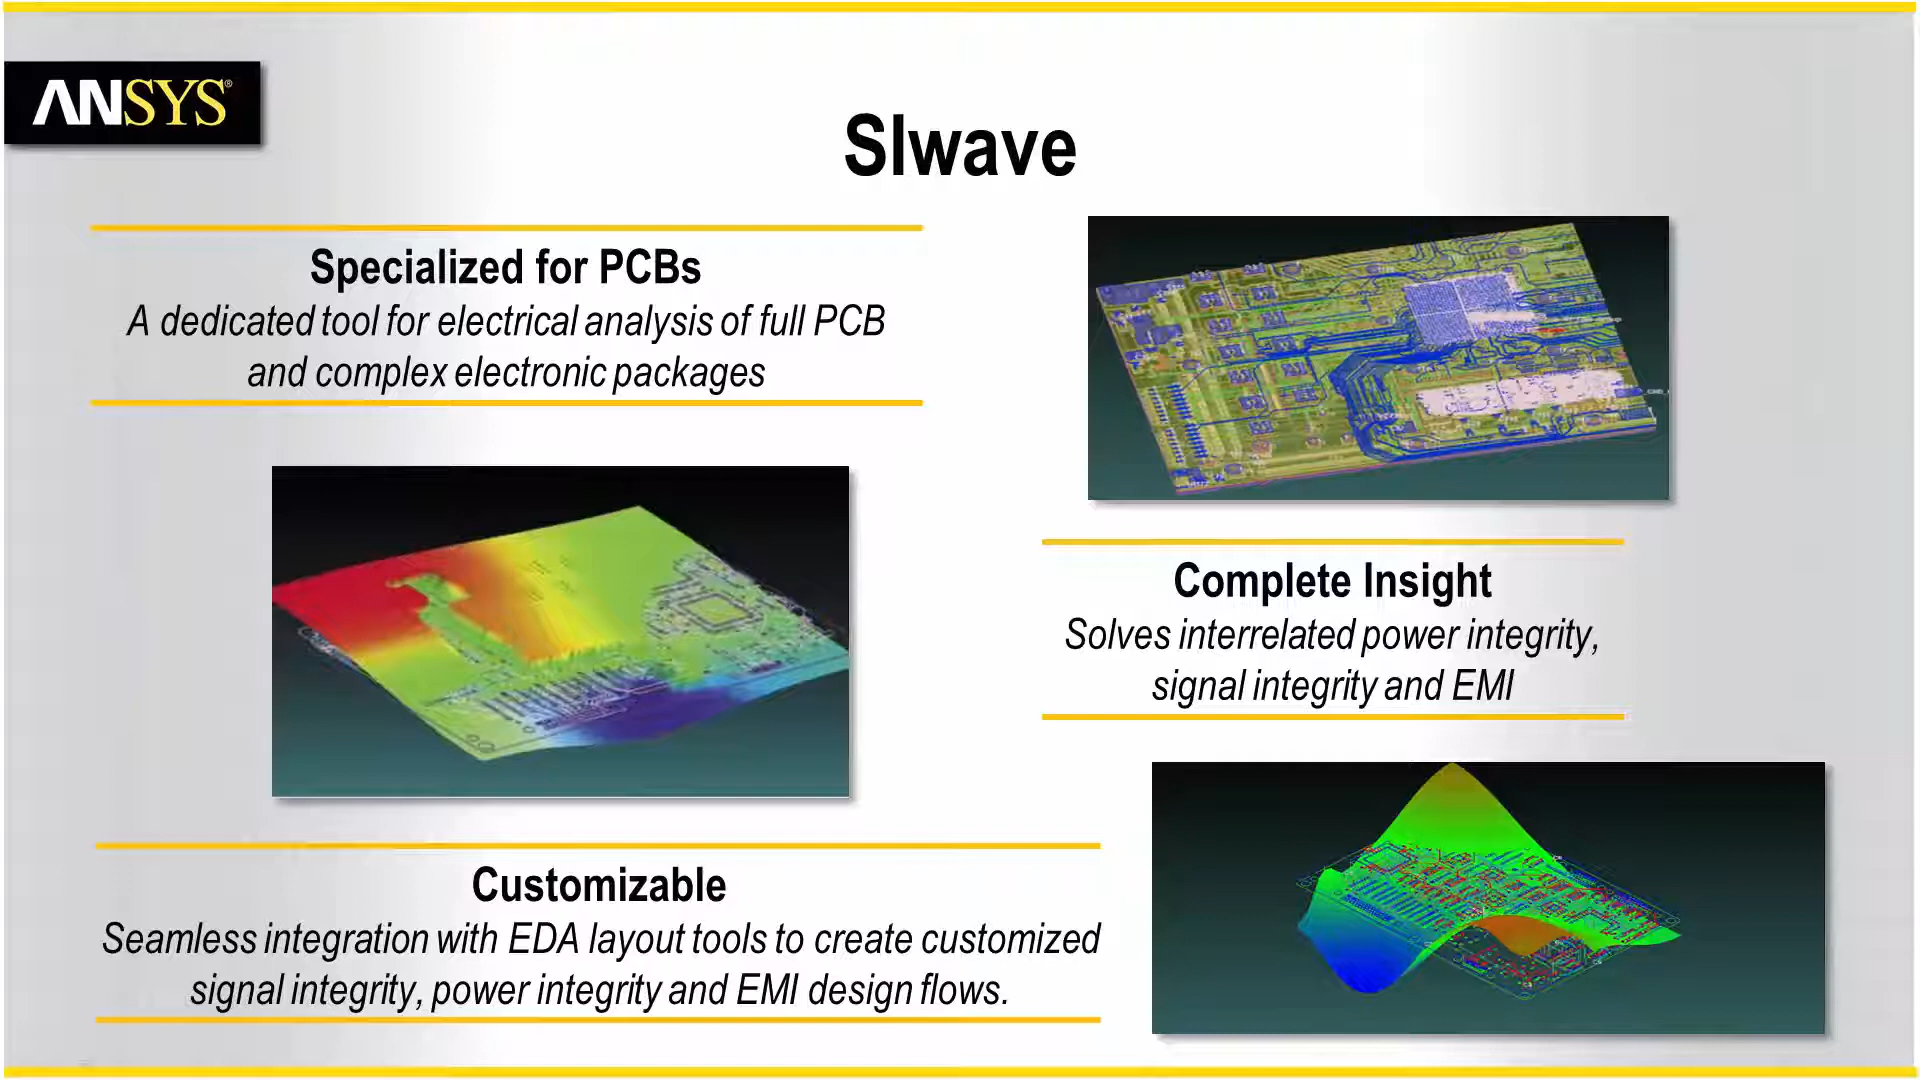 ANSYS®
SIwave
Specialized for PCBs
A dedicated tool for electrical analysis of full PCB
and complex electronic packages
Complete Insight
Solves interrelated power integrity,
signal integrity and EMI
Customizable
Seamless integration with EDA layout tools to create customized
signal integrity, power integrity and EMI design flows.